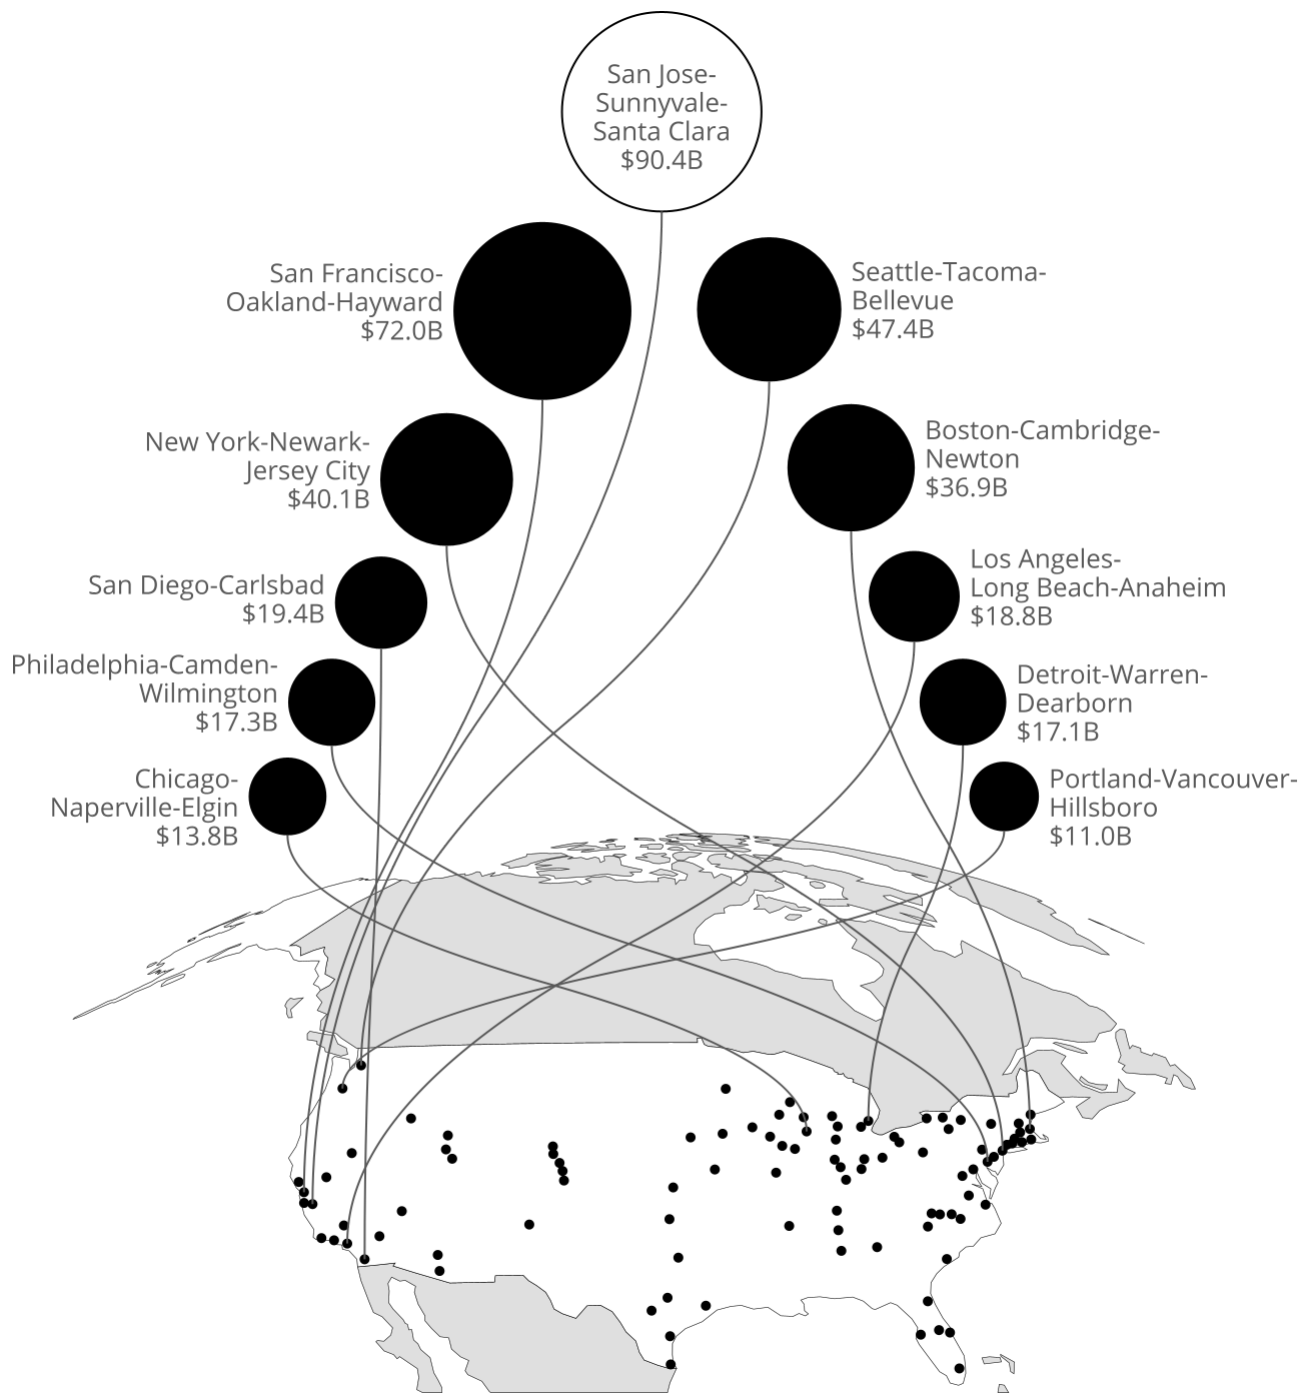 San Jose-
Sunnyvale-
Santa Clara
$90.4B
San Francisco-
Oakland-Hayward
$72.0B
Seattle-Tacoma-
Bellevue
$47.4B
New York-Newark-
Jersey City
$40.1B
Boston-Cambridge-
Newton
$36.9B
San Diego-Carlsbad
$19.4B
Los Angeles-
Long Beach-Anaheim
$18.8B
Philadelphia-Camden-
Wilmington
$17.3B
Detroit-Warren-
Dearborn
$17.1B
Chicago-
Naperville-Elgin
$13.8B
Portland-Vancouver-
Hillsboro
$11.0B